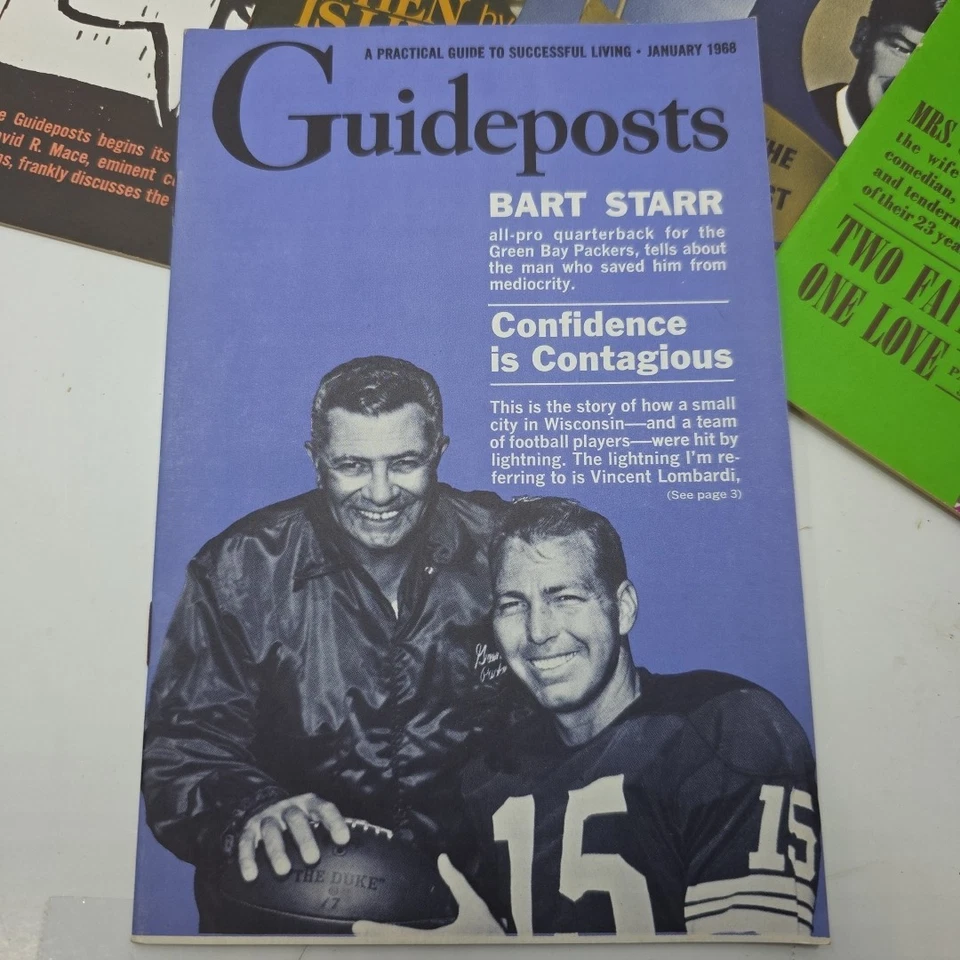 A PRACTICAL GUIDE TO SUCCESSFUL LIVING • JANUARY 1968
Guideposts
BART STARR
all-pro quarterback for the
Green Bay Packers, tells about
the man who saved him from
mediocrity.
Confidence
is Contagious
This is the story of how a small
city in Wisconsin—and a team
of football players—were hit by
lightning. The lightning I'm re-
ferring to is Vincent Lombardi,
(See page 3)
15
15
"THE DUKE"
Guideposts begins its
David R. Mace, eminent
frankly discusses the
by
THE
MRS.
the wife
comedian,
and
of their 23
TWO
ONE LOVE